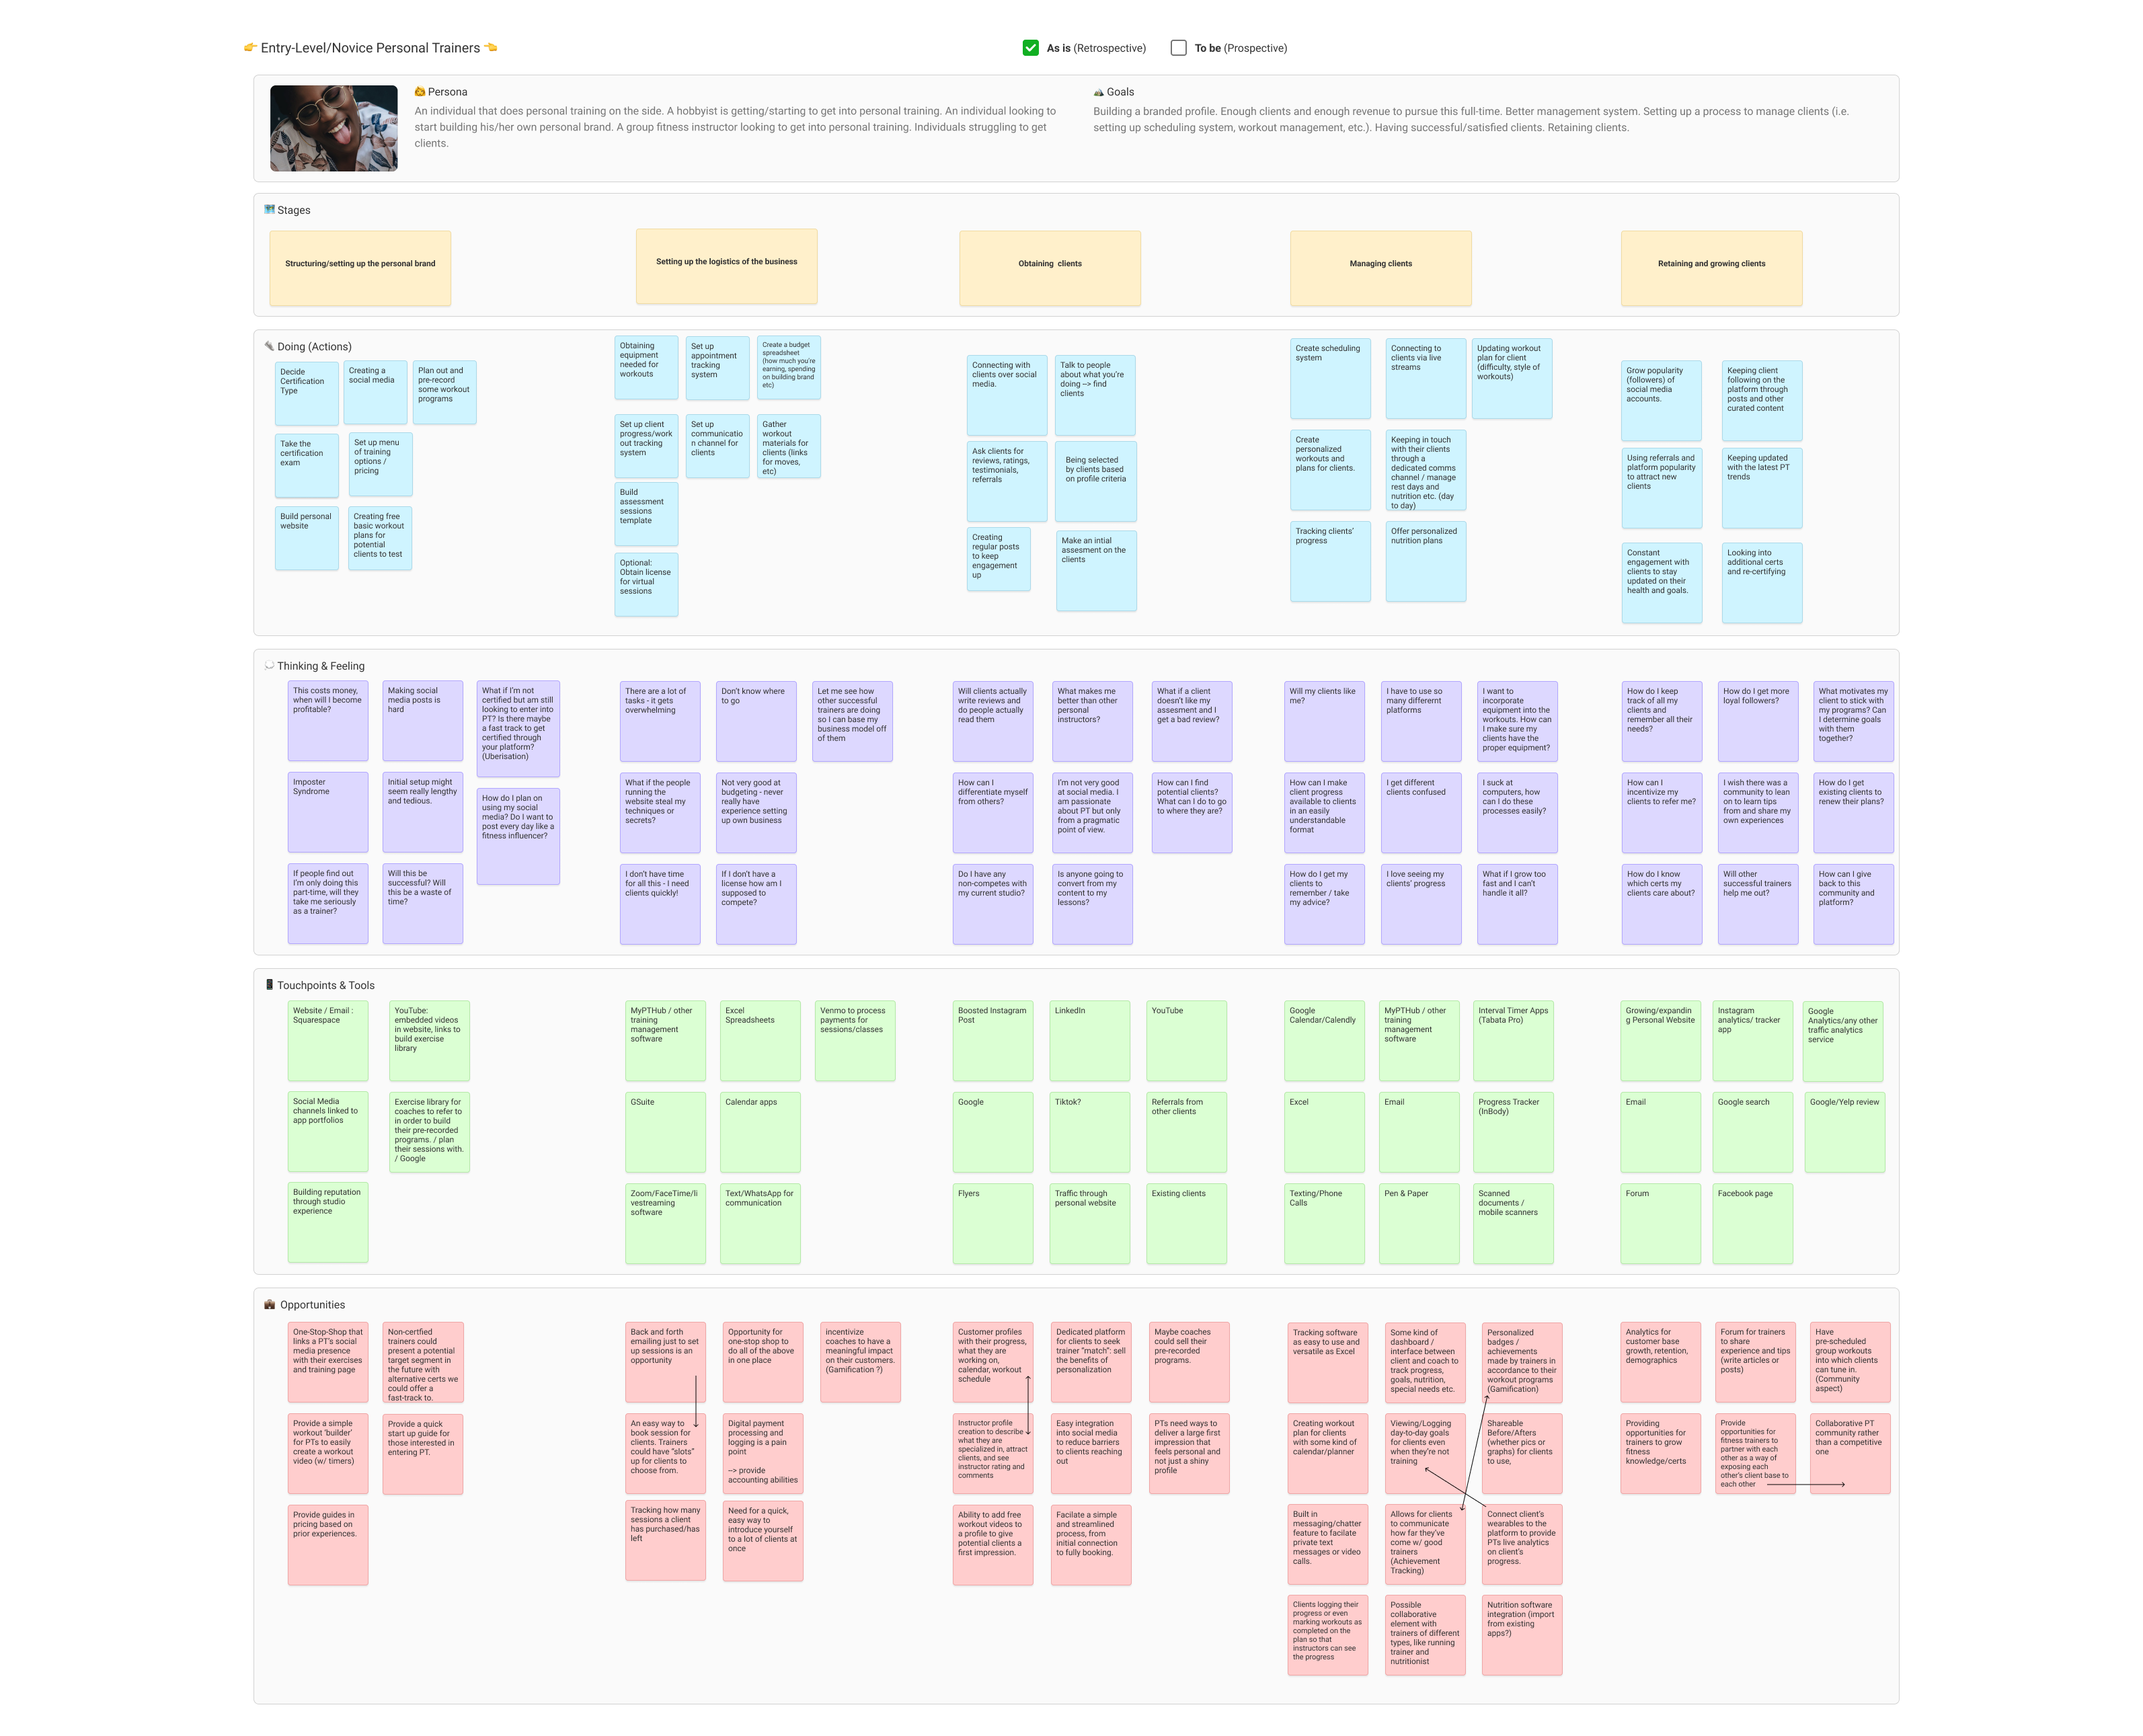 Entry-Level/Novice Personal Trainers
As is (Retrospective)
To be (Prospective)
Persona
An individual that does personal training on the side. A hobbyist is getting/starting to get into personal training. An individual looking to
start building his/her own personal brand. A group fitness instructor looking to get into personal training. Individuals struggling to get
clients.
Goals
Building a branded profile. Enough clients and enough revenue to pursue this full-time. Better management system. Setting up a process to manage clients (i.e.
setting up scheduling system, workout management, etc.). Having successful/satisfied clients. Retaining clients.
Stages
Structuring/setting up the personal brand
Setting up the logistics of the business
Obtaining clients
Managing clients
Retaining and growing clients
Doing (Actions)
Decide
Certification
Type
Creating a
social media
Plan out and
pre-record
some workout
programs
Take the
certification
exam
Set up menu
of training
options /
pricing
Build personal
website
Creating free
basic workout
plans for
potential
clients to test
Obtaining
equipment
needed for
workouts
Set up
appointment
tracking
system
Create a budget
spreadsheet
(how much you're
earning, spending
on building brand
etc)
Set up client
progress/work
out tracking
system
Set up
communicatio
n channel for
clients
Gather
workout
materials for
clients (links
for moves,
etc)
Build
assessment
sessions
template
Optional:
Obtain license
for virtual
sessions
Connecting with
clients over social
media.
Talk to people
about what you're
doing --> find
clients
Ask clients for
reviews, ratings,
testimonials,
referrals
Being selected
by clients based
on profile criteria
Creating
regular posts
to keep
engagement
up
Make an intial
assesment on the
clients
Create scheduling
system
Connecting to
clients via live
streams
Updating workout
plan for client
(difficulty, style of
workouts)
Create
personalized
workouts and
plans for clients.
Keeping in touch
with their clients
through a
dedicated comms
channel / manage
rest days and
nutrition etc. (day
to day)
Tracking clients'
progress
Offer personalized
nutrition plans
Grow popularity
(followers) of
social media
accounts.
Keeping client
following on the
platform through
posts and other
curated content
Using referrals and
platform popularity
to attract new
clients
Keeping updated
with the latest PT
trends
Constant
engagement with
clients to stay
updated on their
health and goals.
Looking into
additional certs
and re-certifying
Thinking & Feeling
This costs money,
when will I become
profitable?
Making social
media posts is
hard
What if I'm not
certified but am still
looking to enter into
PT? Is there maybe
a fast track to get
certified through
your platform?
(Uberisation)
Imposter
Syndrome
Initial setup might
seem really lengthy
and tedious.
How do I plan on
using my social
media? Do I want to
post every day like a
fitness influencer?
If people find out
I'm only doing this
part-time, will they
take me seriously
as a trainer?
Will this be
successful? Will
this be a waste of
time?
There are a lot of
tasks - it gets
overwhelming
Don't know where
to go
Let me see how
other successful
trainers are doing
so I can base my
business model off
of them
What if the people
running the
website steal my
techniques or
secrets?
Not very good at
budgeting - never
really have
experience setting
up own business
I don't have time
for all this - I need
clients quickly!
If I don't have a
license how am I
supposed to
compete?
Will clients actually
write reviews and
do people actually
read them
What makes me
better than other
personal
instructors?
What if a client
doesn't like my
assesment and I
get a bad review?
How can I
differentiate myself
from others?
I'm not very good
at social media. I
am passionate
about PT but only
from a pragmatic
point of view.
How can I find
potential clients?
What can I do to go
to where they are?
Do I have any
non-competes with
my current studio?
Is anyone going to
convert from my
content to my
lessons?
Will my clients like
me?
I have to use so
many differrent
platforms
I want to
incorporate
equipment into the
workouts. How can
I make sure my
clients have the
proper equipment?
How can I make
client progress
available to clients
in an easily
understandable
format
I get different
clients confused
I suck at
computers, how
can I do these
processes easily?
How do I get my
clients to
remember / take
my advice?
I love seeing my
clients' progress
What if I grow too
fast and I can't
handle it all?
How do I keep
track of all my
clients and
remember all their
needs?
How do I get more
loyal followers?
What motivates my
client to stick with
my programs? Can
I determine goals
with them
together?
How can I
incentivize my
clients to refer me?
I wish there was a
community to lean
on to learn tips
from and share my
own experiences
How do I get
existing clients to
renew their plans?
How do I know
which certs my
clients care about?
Will other
successful trainers
help me out?
How can I give
back to this
community and
platform?
Touchpoints & Tools
Website / Email :
Squarespace
YouTube:
embedded videos
in website, links to
build exercise
library
Social Media
channels linked to
app portfolios
Exercise library for
coaches to refer to
in order to build
their pre-recorded
programs. / plan
their sessions with.
/ Google
Building reputation
through studio
experience
MyPTHub / other
training
management
software
Excel
Spreadsheets
Venmo to process
payments for
sessions/classes
GSuite
Calendar apps
Zoom/FaceTime/li
vestreaming
software
Text/WhatsApp for
communication
Boosted Instagram
Post
LinkedIn
YouTube
Google
Tiktok?
Referrals from
other clients
Flyers
Traffic through
personal website
Existing clients
Google
Calendar/Calendly
MyPTHub / other
training
management
software
Interval Timer Apps
(Tabata Pro)
Excel
Email
Progress Tracker
(InBody)
Texting/Phone
Calls
Pen & Paper
Scanned
documents /
mobile scanners
Growing/expandin
g Personal Website
Instagram
analytics/ tracker
app
Google
Analytics/any other
traffic analytics
service
Email
Google search
Google/Yelp review
Forum
Facebook page
Opportunities
One-Stop-Shop that
links a PT's social
media presence
with their exercises
and training page
Non-certfied
trainers could
present a potential
target segment in
the future with
alternative certs we
could offer a
fast-track to.
Provide a simple
workout 'builder'
for PTs to easily
create a workout
video (w/ timers)
Provide a quick
start up guide for
those interested in
entering PT.
Provide guides in
pricing based on
prior experiences.
Back and forth
emailing just to set
up sessions is an
opportunity
Opportunity for
one-stop shop to
do all of the above
in one place
incentivize
coaches to have a
meaningful impact
on their customers.
(Gamification ?)
An easy way to
book session for
clients. Trainers
could have "slots"
up for clients to
choose from.
Digital payment
processing and
logging is a pain
point
--> provide
accounting abilities
Tracking how many
sessions a client
has purchased/has
left
Need for a quick,
easy way to
introduce yourself
to a lot of clients at
once
Customer profiles
with their progress,
what they are
working on,
calendar, workout
schedule
Dedicated platform
for clients to seek
trainer "match": sell
the benefits of
personalization
Maybe coaches
could sell their
pre-recorded
programs.
Instructor profile
creation to describe
what they are
specialized in, attract
clients, and see
instructor rating and
comments
Easy integration
into social media
to reduce barriers
to clients reaching
out
PTs need ways to
deliver a large first
impression that
feels personal and
not just a shiny
profile
Ability to add free
workout videos to
a profile to give
potential clients a
first impression.
Facilate a simple
and streamlined
process, from
initial connection
to fully booking.
Tracking software
as easy to use and
versatile as Excel
Some kind of
dashboard /
interface between
client and coach to
track progress,
goals, nutrition,
special needs etc.
Personalized
badges /
achievements
made by trainers in
accordance to their
workout programs
(Gamification)
Creating workout
plan for clients
with some kind of
calendar/planner
Viewing/Logging
day-to-day goals
for clients even
when they're not
training
Shareable
Before/Afters
(whether pics or
graphs) for clients
to use,
Built in
messaging/chatter
feature to facilate
private text
messages or video
calls.
Allows for clients
to communicate
how far they've
come w/ good
trainers
(Achievement
Tracking)
Connect client's
wearables to the
platform to provide
PTs live analytics
on client's
progress.
Clients logging their
progress or even
marking workouts as
completed on the
plan so that
instructors can see
the progress
Possible
collaborative
element with
trainers of different
types, like running
trainer and
nutritionist
Nutrition software
integration (import
from existing
apps?)
Analytics for
customer base
growth, retention,
demographics
Forum for trainers
to share
experience and tips
(write articles or
posts)
Have
pre-scheduled
group workouts
into which clients
can tune in.
(Community
aspect)
Providing
opportunities for
trainers to grow
fitness
knowledge/certs
Provide
opportunities for
fitness trainers to
partner with each
other as a way of
exposing each
other's client base to
each other
Collaborative PT
community rather
than a competitive
one